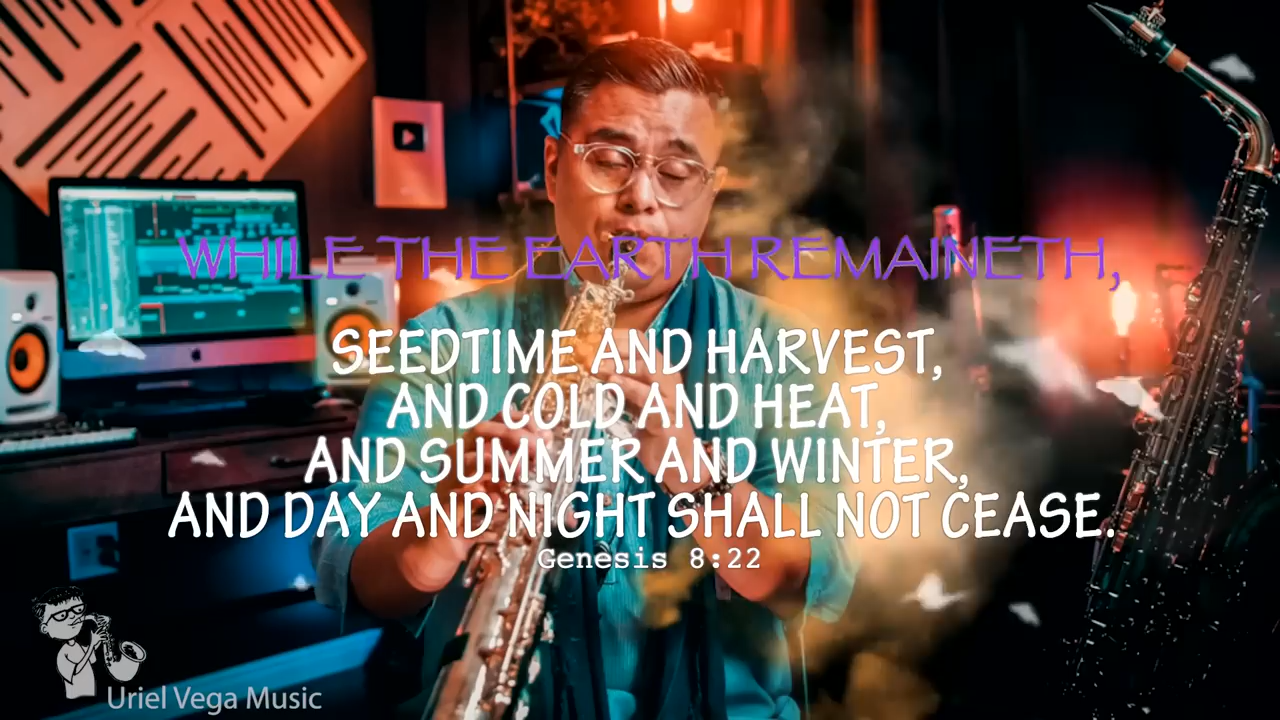 WHILE THE EARTH REMAINETH,
SEEDTIME AND HARVEST,
AND COLD AND HEAT,
AND SUMMER AND WINTER,
AND DAY AND NIGHT SHALL NOT CEASE.
Genesis 8:22
Uriel Vega Music